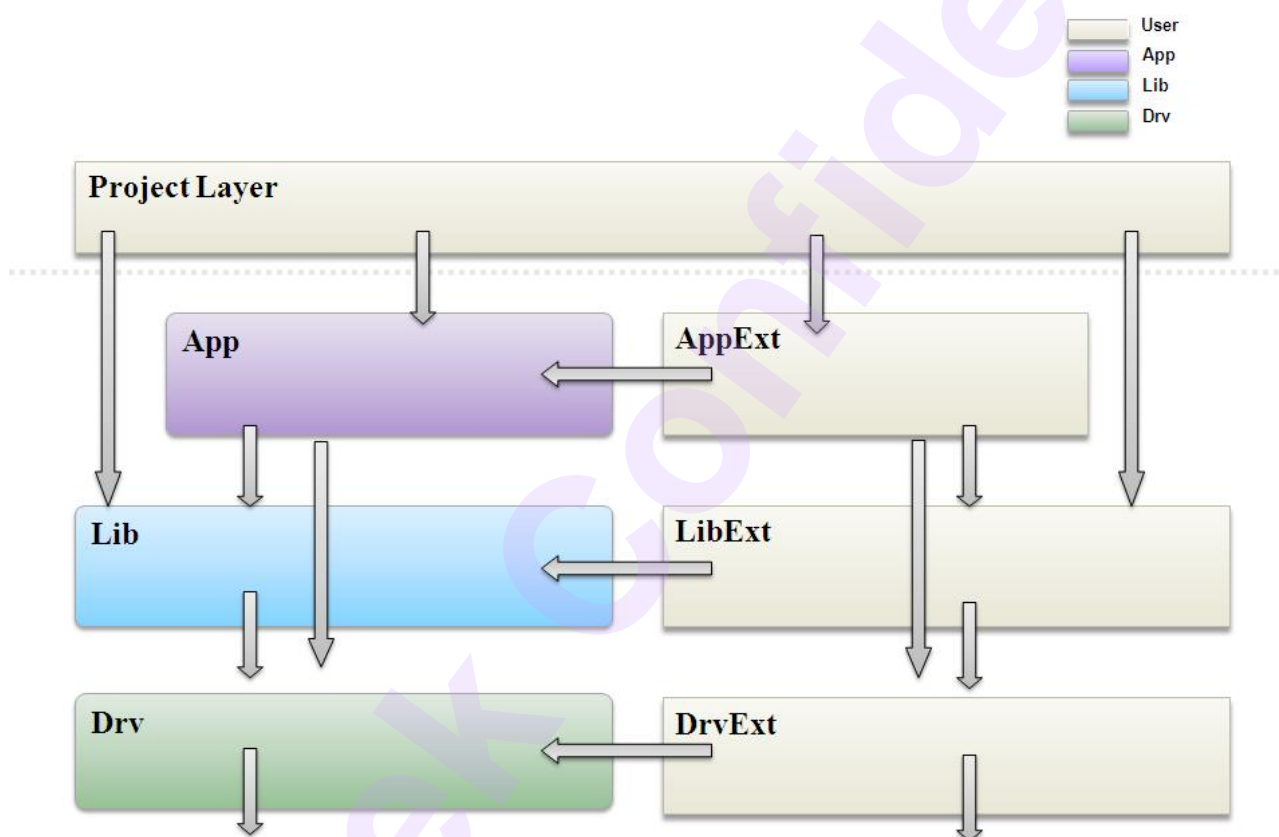 User
App
Lib
Drv
Project Layer
App
AppExt
Lib
LibExt
Drv
DrvExt